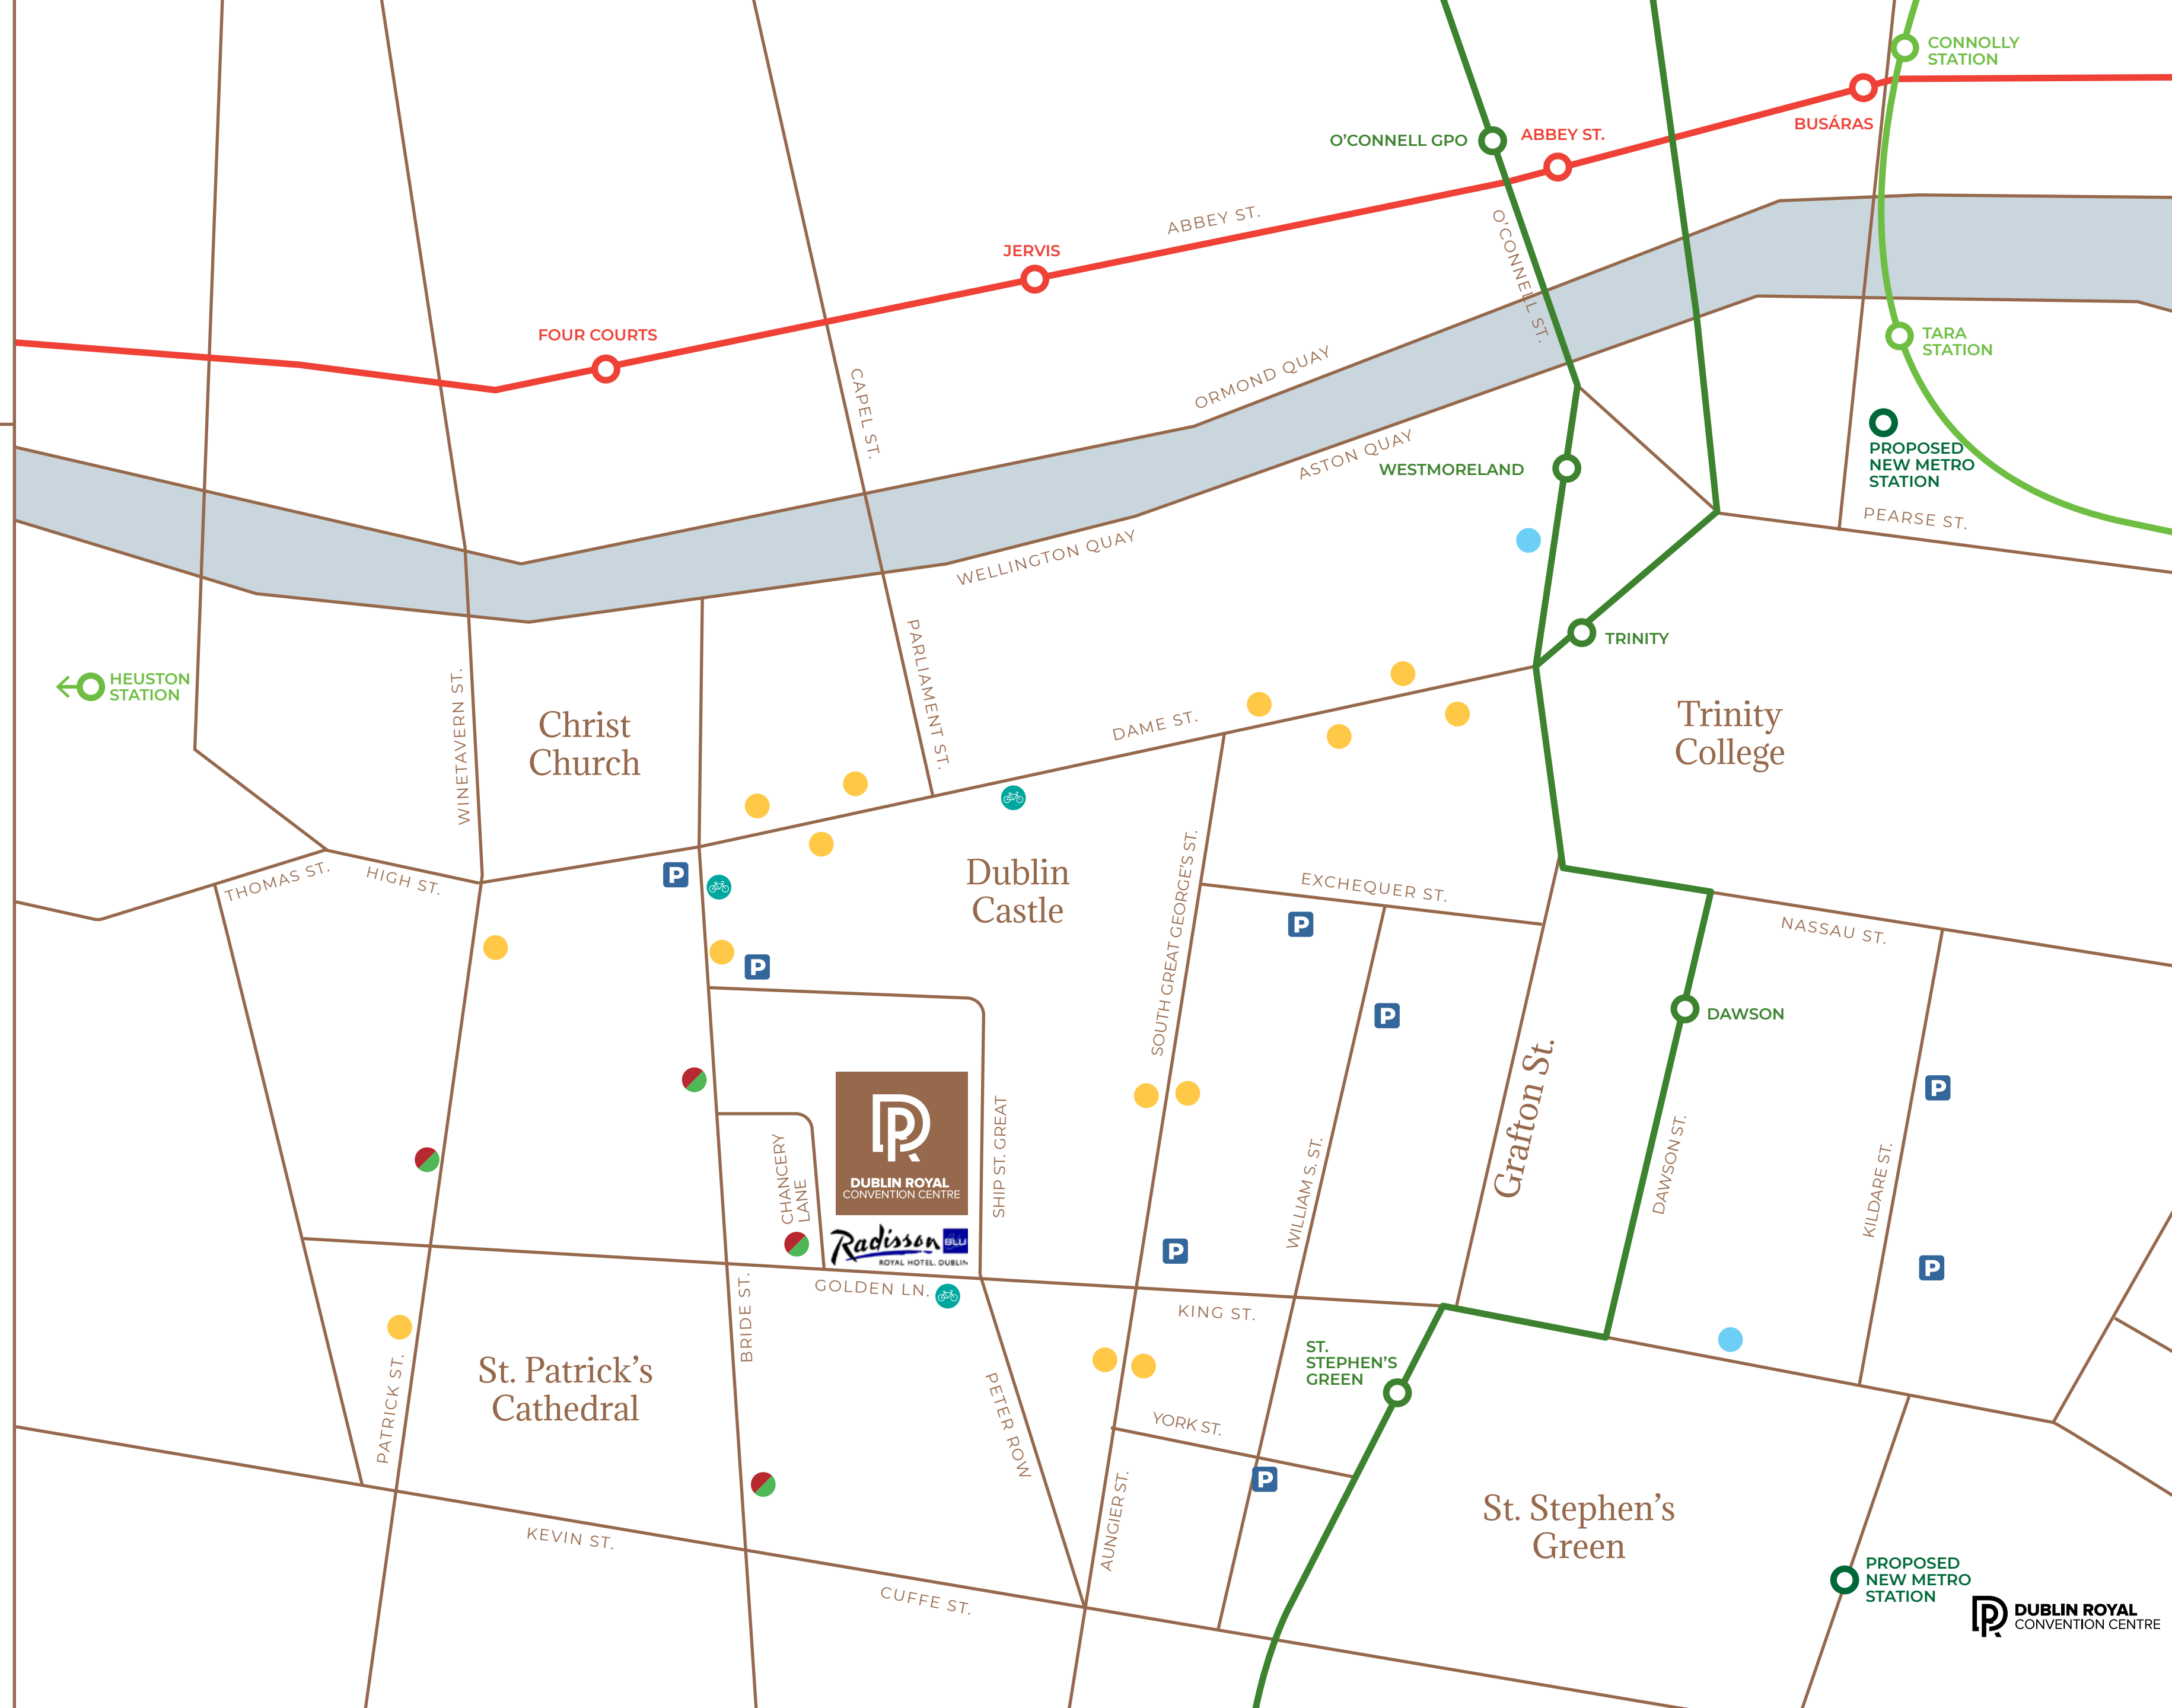 CONNOLLY
STATION
BUSÁRAS
O'CONNELL GPO
ABBEY ST.
ABBEY ST.
O'CONNELL ST.
JERVIS
FOUR COURTS
TARA
STATION
CAPEL ST.
ORMOND QUAY
ASTON QUAY
WESTMORELAND
PROPOSED
NEW METRO
STATION
PEARSE ST.
WELLINGTON QUAY
TRINITY
HEUSTON
STATION
WINETAVERN ST.
Christ
Church
PARLIAMENT ST.
DAME ST.
Trinity
College
THOMAS ST.
HIGH ST.
P
Dublin
Castle
SOUTH GREAT GEORGE'S ST.
EXCHEQUER ST.
P
NASSAU ST.
P
P
DAWSON
DUBLIN ROYAL
CONVENTION CENTRE
CHANCERY
LANE
SHIP ST. GREAT
WILLIAM S. ST.
Grafton St.
DAWSON ST.
KILDARE ST.
P
Radisson BLU
ROYAL HOTEL, DUBLIN
P
P
GOLDEN LN.
KING ST.
BRIDE ST.
ST.
STEPHEN'S
GREEN
PATRICK ST.
St. Patrick's
Cathedral
PETER ROW
YORK ST.
P
AUNGIER ST.
St. Stephen's
Green
KEVIN ST.
CUFFE ST.
PROPOSED
NEW METRO
STATION
DUBLIN ROYAL
CONVENTION CENTRE